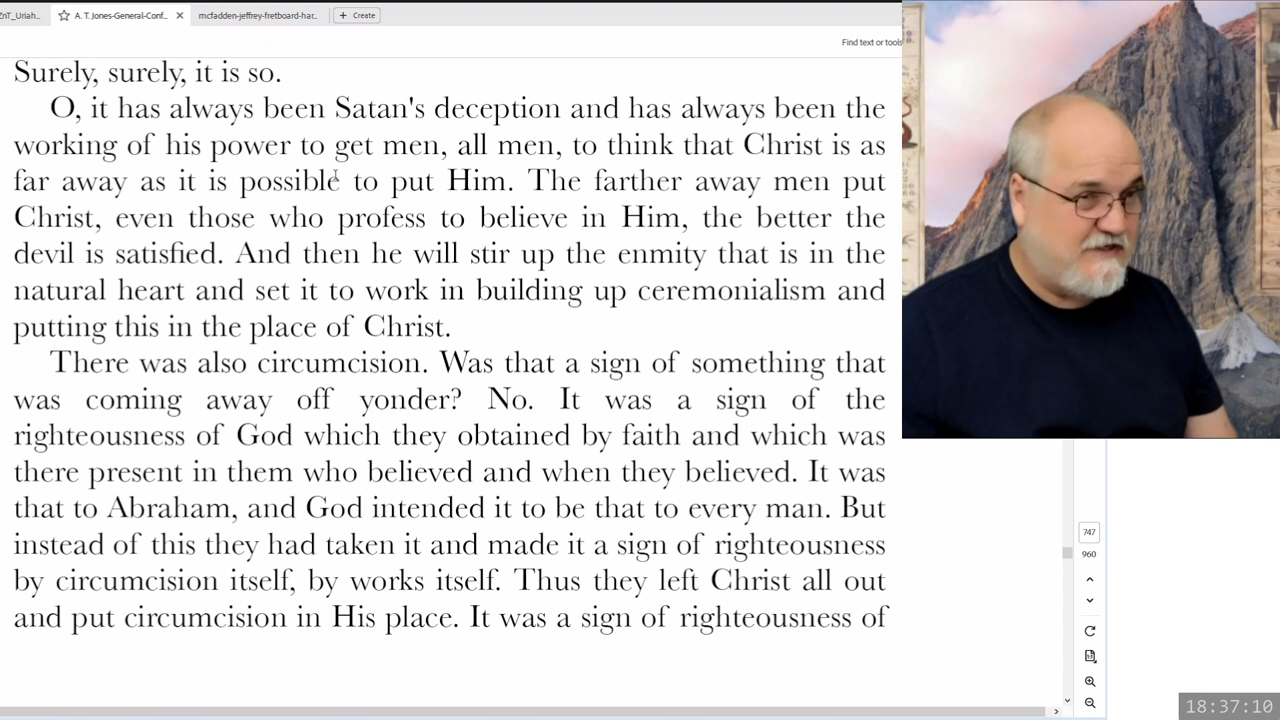 A. T. Jones-General-Conf...
mcfadden-jeffrey-fretboard-har...
Create
Find text or tools
Surely, surely, it is so.
O, it has always been Satan's deception and has always been the
working of his power to get men, all men, to think that Christ is as
far away as it is possible to put Him. The farther away men put
Christ, even those who profess to believe in Him, the better the
devil is satisfied. And then he will stir up the enmity that is in the
natural heart and set it to work in building up ceremonialism and
putting this in the place of Christ.
There was also circumcision. Was that a sign of something that
was coming away off yonder? No. It was a sign of the
righteousness of God which they obtained by faith and which was
there present in them who believed and when they believed. It was
that to Abraham, and God intended it to be that to every man. But
instead of this they had taken it and made it a sign of righteousness
by circumcision itself, by works itself. Thus they left Christ all out
and put circumcision in His place. It was a sign of righteousness of
747
960
18:37:10